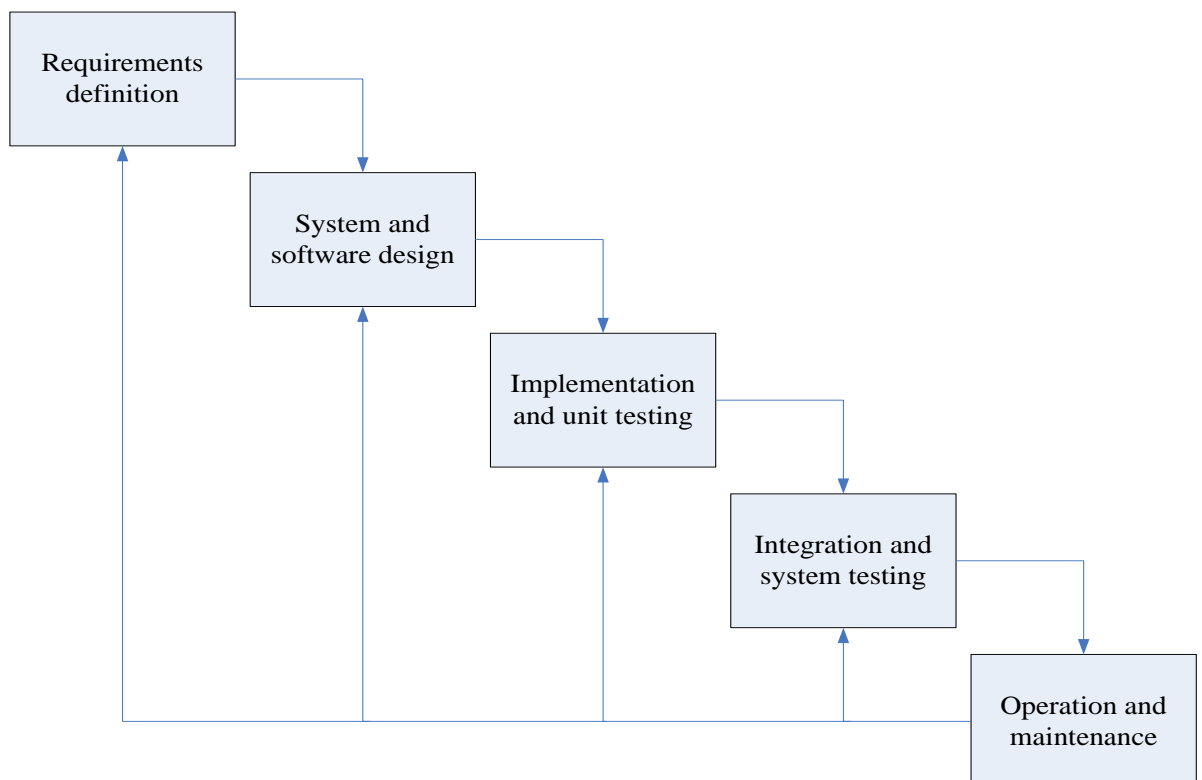 Requirements
definition
System and
software design
Implementation
and unit testing
Integration and
system testing
Operation and
maintenance